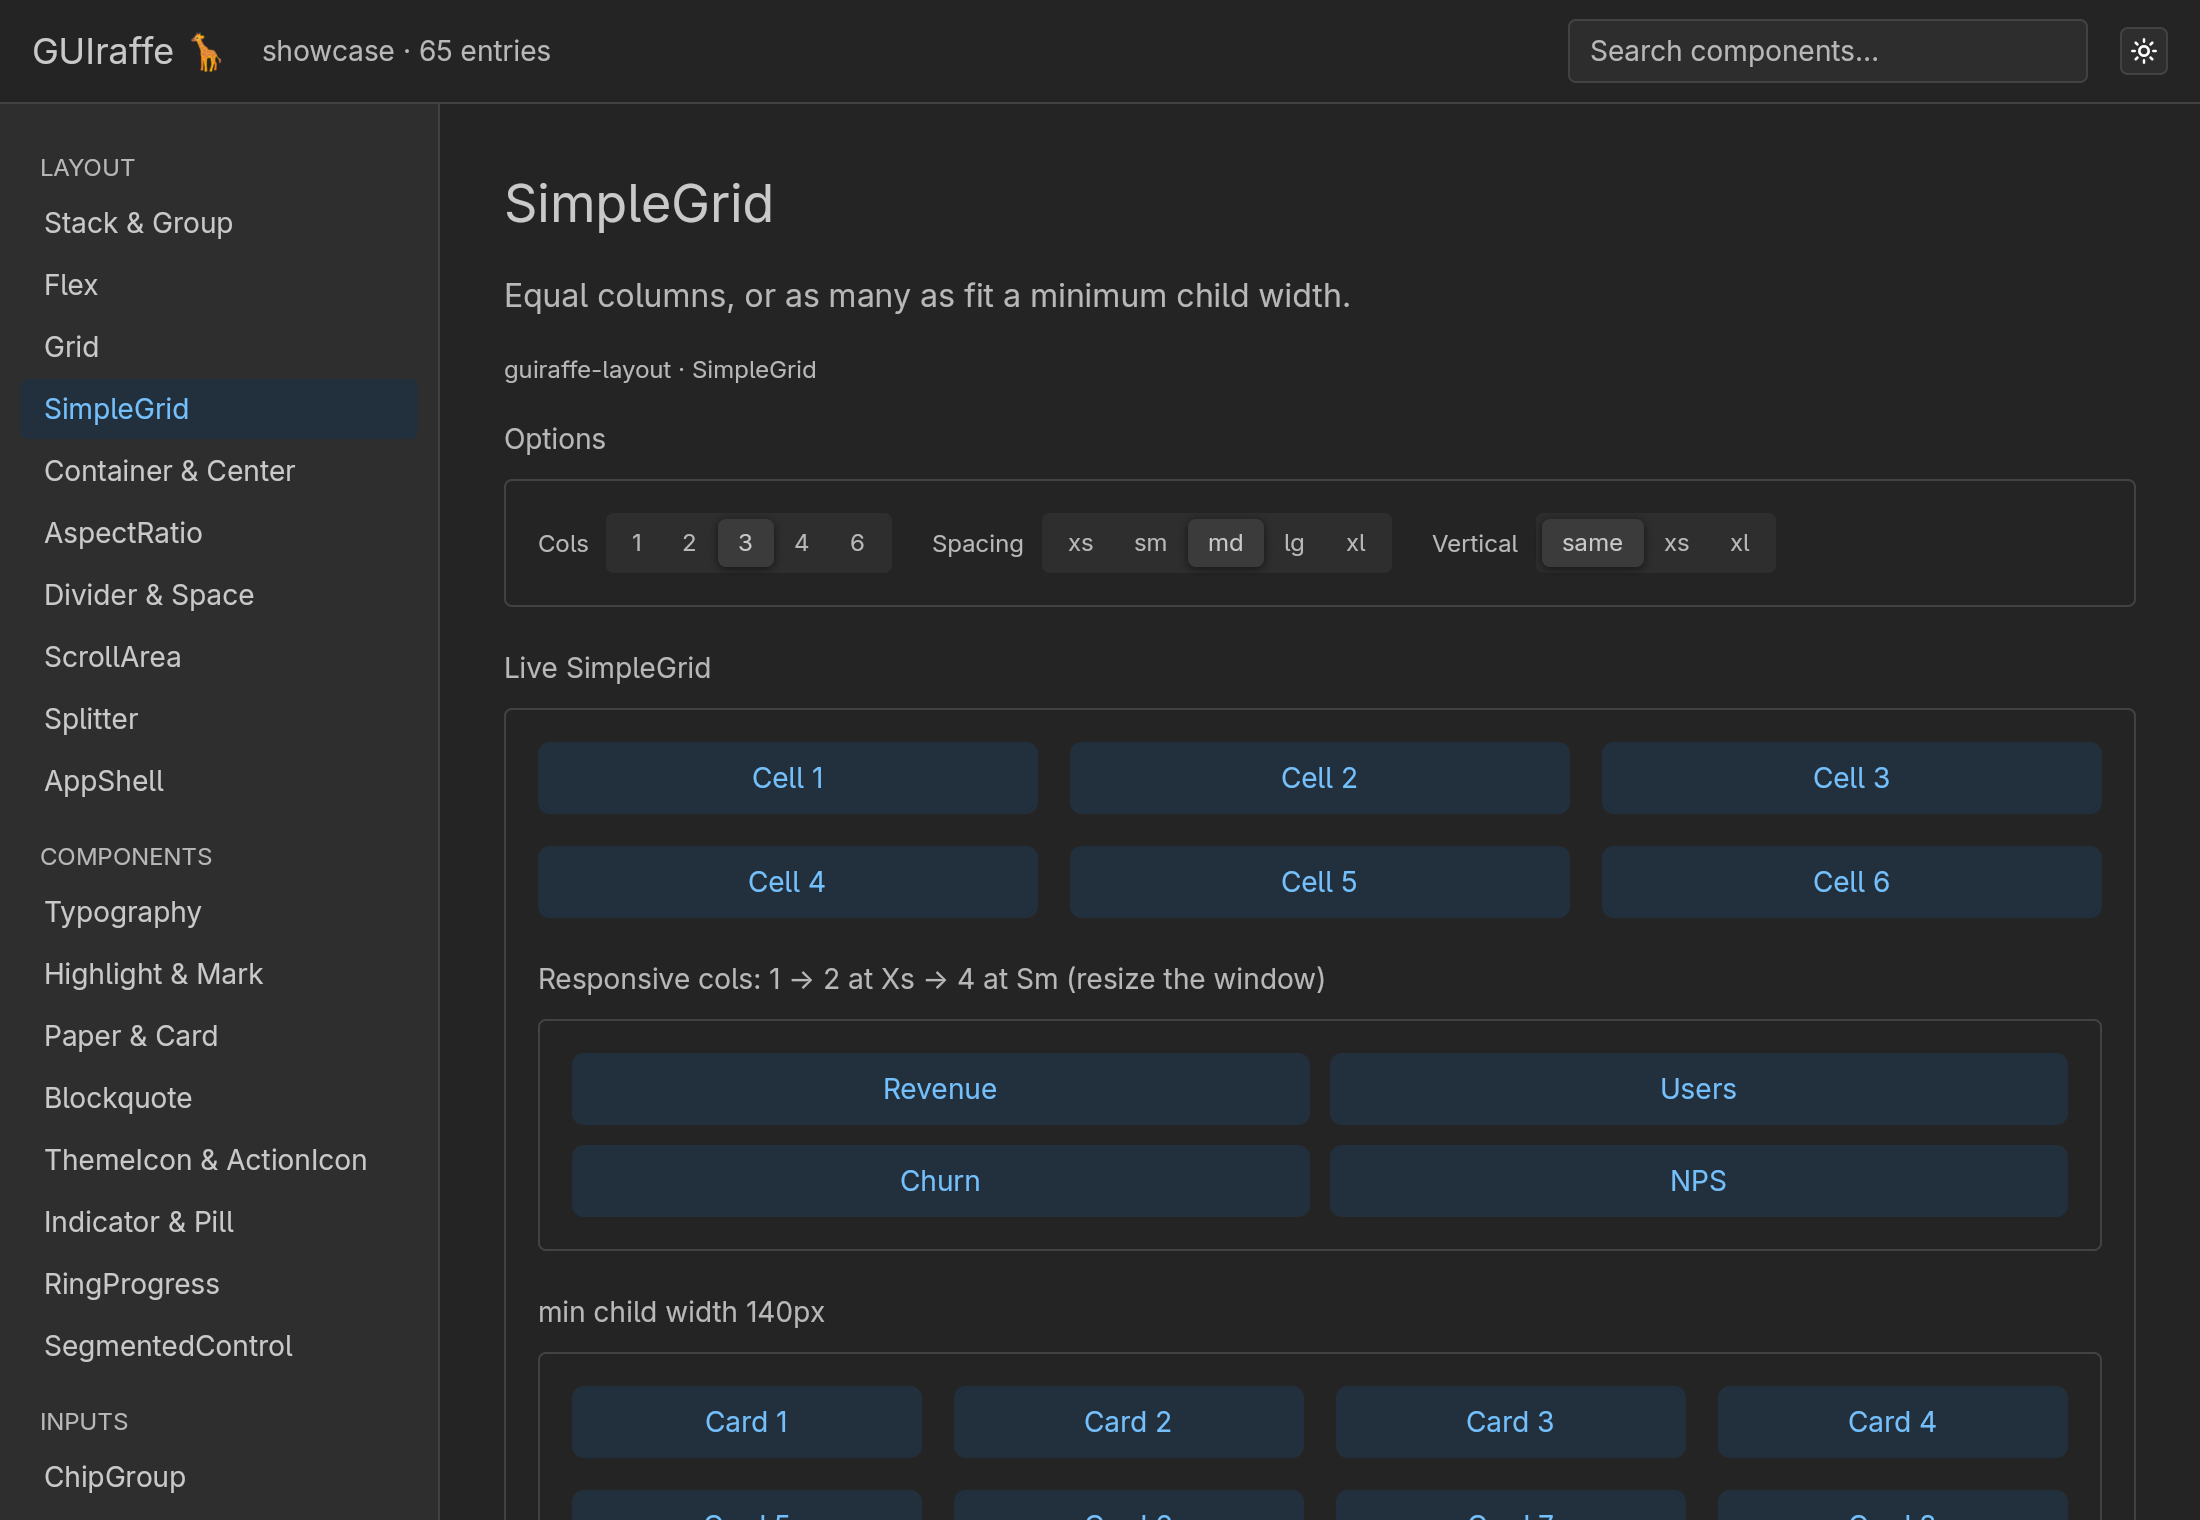 GUIraffe 🦒 showcase · 65 entries Search components...
LAYOUT
Stack & Group
Flex
Grid
SimpleGrid
Container & Center
AspectRatio
Divider & Space
ScrollArea
Splitter
AppShell
COMPONENTS
Typography
Highlight & Mark
Paper & Card
Blockquote
ThemeIcon & ActionIcon
Indicator & Pill
RingProgress
SegmentedControl
INPUTS
ChipGroup
SimpleGrid
Equal columns, or as many as fit a minimum child width.
guiraffe-layout · SimpleGrid
Options
Cols 1 2 3 4 6 Spacing xs sm md lg xl Vertical same xs xl
Live SimpleGrid
Cell 1 Cell 2 Cell 3
Cell 4 Cell 5 Cell 6
Responsive cols: 1 → 2 at Xs → 4 at Sm (resize the window)
Revenue Users
Churn NPS
min child width 140px
Card 1 Card 2 Card 3 Card 4